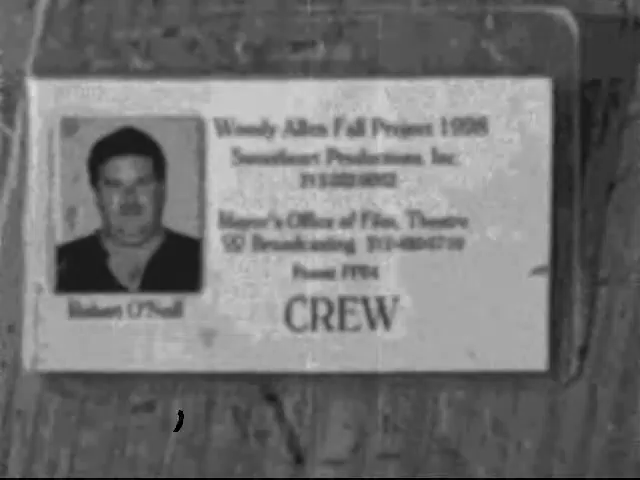 Woody Allen Fall Project 1998
Sweetheart Productions, Inc.
Mayor's Office of Film, Theatre
Broadcasting
CREW
Robert O'Neill